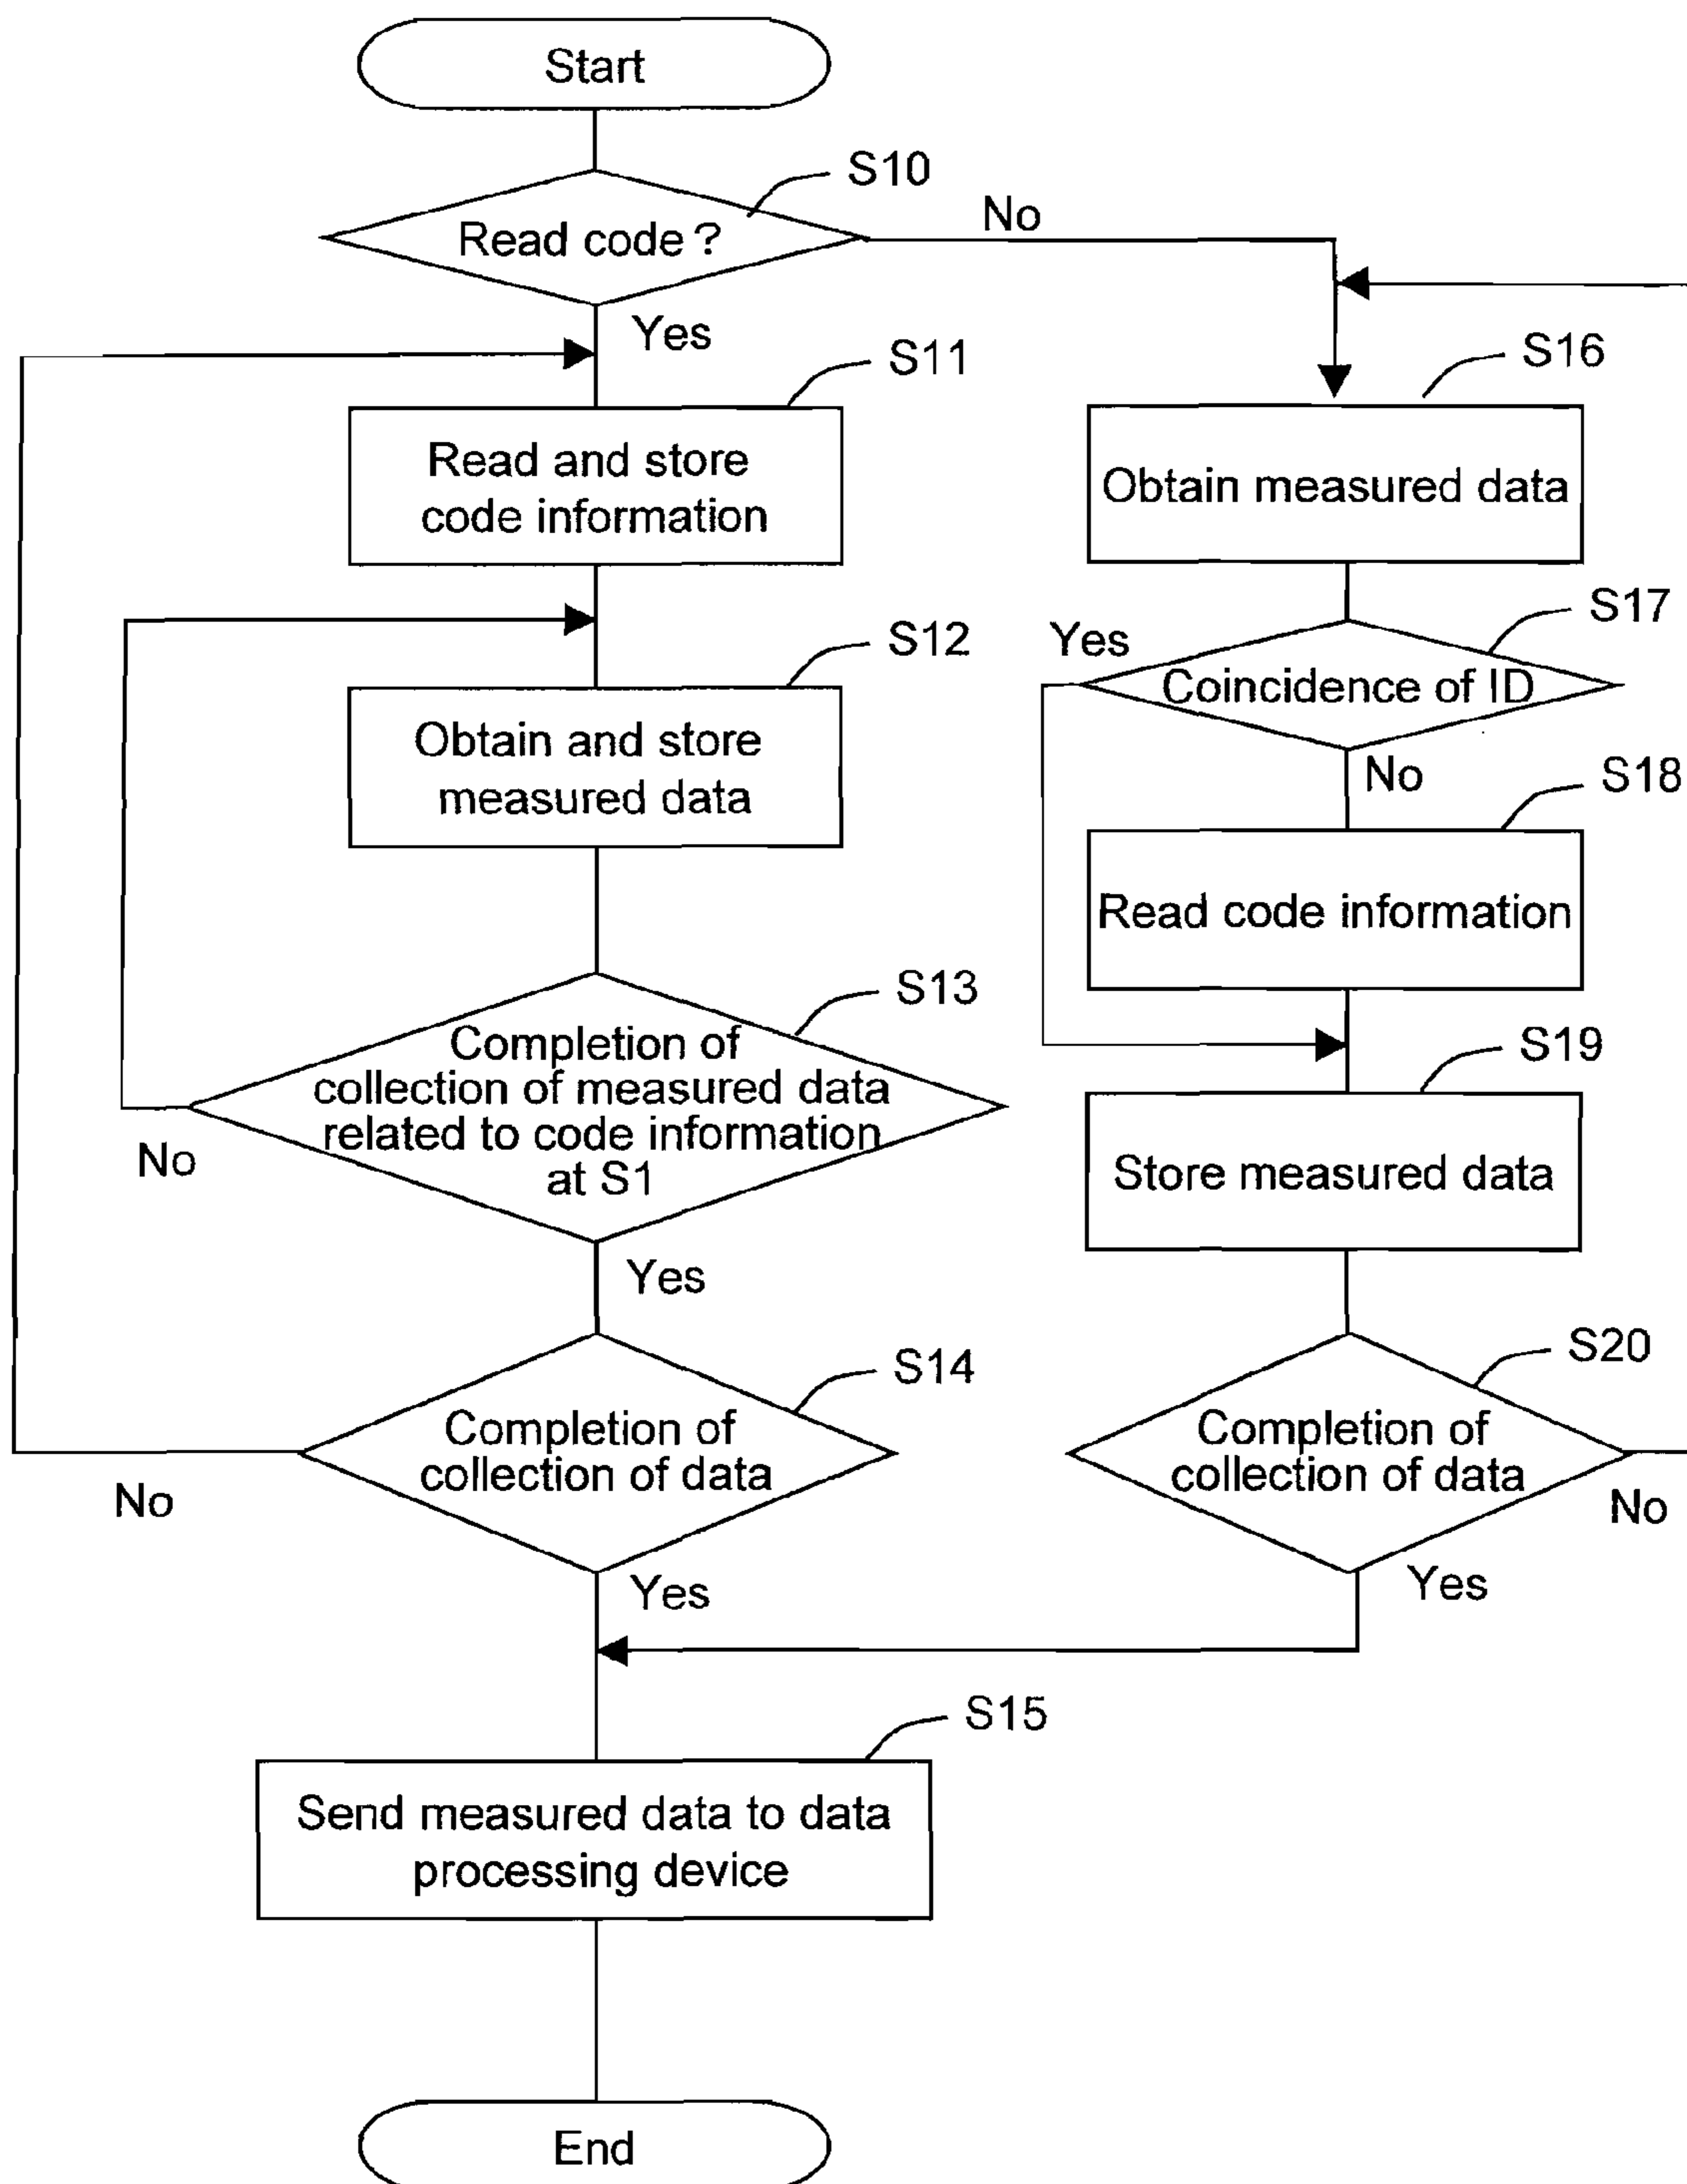 Start
S10
Read code?
No
Yes
S11
Read and store
code information
S12
Obtain and store
measured data
S13
Completion of
collection of measured data
related to code information
at S1
No
Yes
S14
Completion of
collection of data
No
Yes
S16
Obtain measured data
S17
Yes
Coincidence of ID
No
S18
Read code information
S19
Store measured data
S20
Completion of
collection of data
No
Yes
S15
Send measured data to data
processing device
End